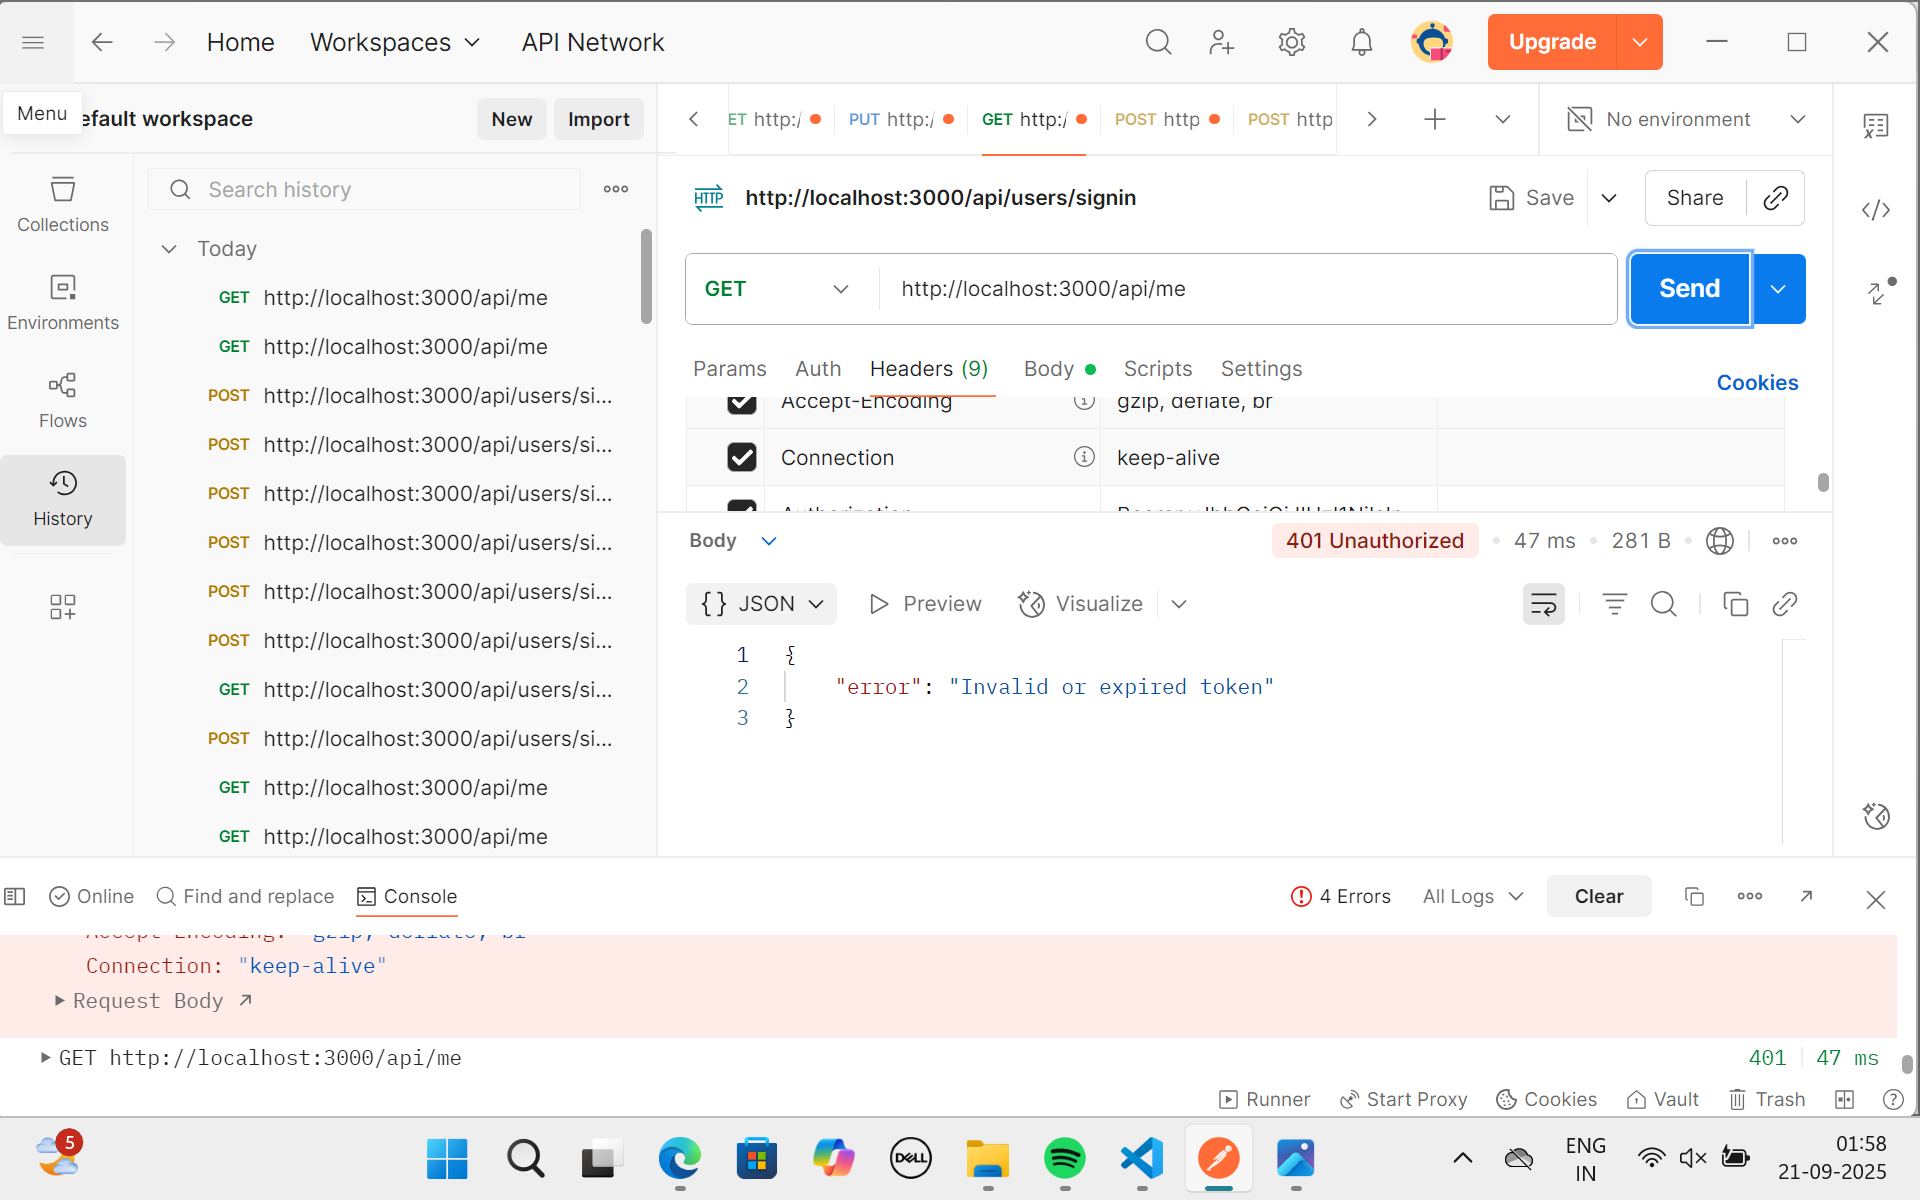 Home
Workspaces
API Network
Upgrade
Menu
efault workspace
New
Import
ET http:/
PUT http:/
GET http:/
POST http
POST http
No environment
Collections
Environments
Flows
History
Search history
Today
GET http://localhost:3000/api/me
GET http://localhost:3000/api/me
POST http://localhost:3000/api/users/si...
POST http://localhost:3000/api/users/si...
POST http://localhost:3000/api/users/si...
POST http://localhost:3000/api/users/si...
POST http://localhost:3000/api/users/si...
POST http://localhost:3000/api/users/si...
GET http://localhost:3000/api/users/si...
POST http://localhost:3000/api/users/si...
GET http://localhost:3000/api/me
GET http://localhost:3000/api/me
HTTP http://localhost:3000/api/users/signin
Save
Share
GET http://localhost:3000/api/me
Send
Params Auth Headers (9) Body Scripts Settings
Cookies
Accept-Encoding gzip, deflate, br
Connection keep-alive
Body
401 Unauthorized 47 ms 281 B
{} JSON Preview Visualize
1 {
2 "error": "Invalid or expired token"
3 }
Online Find and replace Console
4 Errors All Logs Clear
Accept-Encoding: "gzip, deflate, br"
Connection: "keep-alive"
Request Body
GET http://localhost:3000/api/me 401 47 ms
Runner Start Proxy Cookies Vault Trash
5
DELL
ENG
IN
01:58
21-09-2025